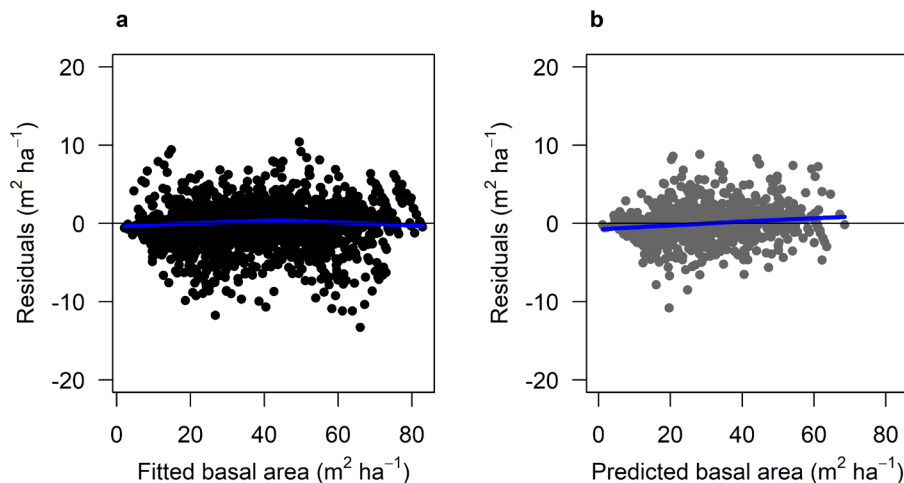 a
20
10
0
-10
-20
Residuals (m² ha⁻¹)
0 20 40 60 80
Fitted basal area (m² ha⁻¹)
b
20
10
0
-10
-20
Residuals (m² ha⁻¹)
0 20 40 60 80
Predicted basal area (m² ha⁻¹)